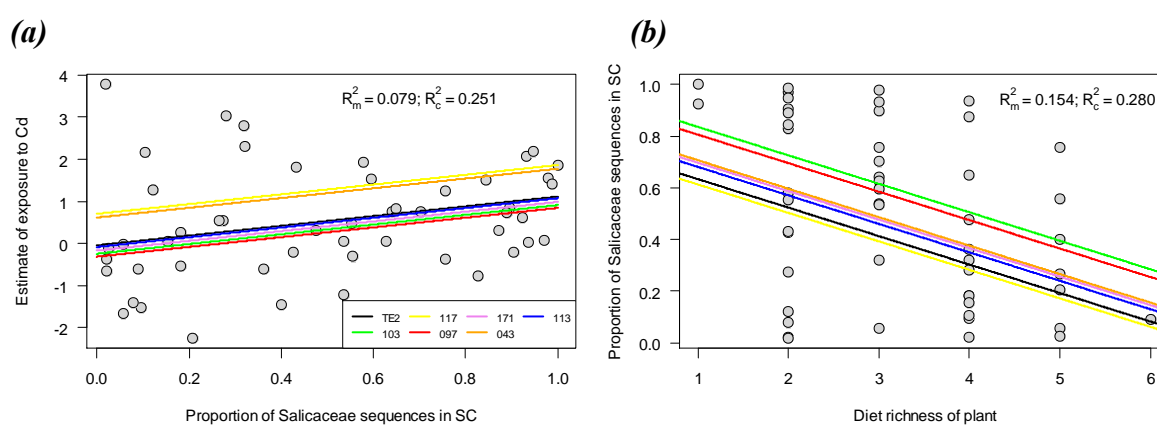 (a)
R²m = 0.079; R²c = 0.251
Estimate of exposure to Cd
4
3
2
1
0
-1
-2
0.0 0.2 0.4 0.6 0.8 1.0
Proportion of Salicaceae sequences in SC
TE2 117 171 113
103 097 043
(b)
R²m = 0.154; R²c = 0.280
Proportion of Salicaceae sequences in SC
1.0
0.8
0.6
0.4
0.2
0.0
1 2 3 4 5 6
Diet richness of plant